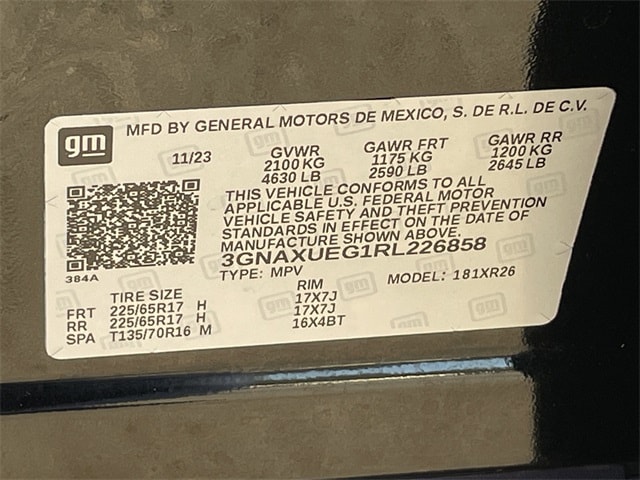 gm
MFD BY GENERAL MOTORS DE MEXICO, S. DE R.L. DE C.V.
11/23 GVWR GAWR FRT GAWR RR
2100 KG 1175 KG 1200 KG
4630 LB 2590 LB 2645 LB
THIS VEHICLE CONFORMS TO ALL
APPLICABLE U.S. FEDERAL MOTOR
VEHICLE SAFETY AND THEFT PREVENTION
STANDARDS IN EFFECT ON THE DATE OF
MANUFACTURE SHOWN ABOVE.
3GNAXUEG1RL226858
384A
TYPE: MPV MODEL: 181XR26
TIRE SIZE RIM
FRT 225/65R17 H 17X7J
RR 225/65R17 H 17X7J
SPA T135/70R16 M 16X4BT